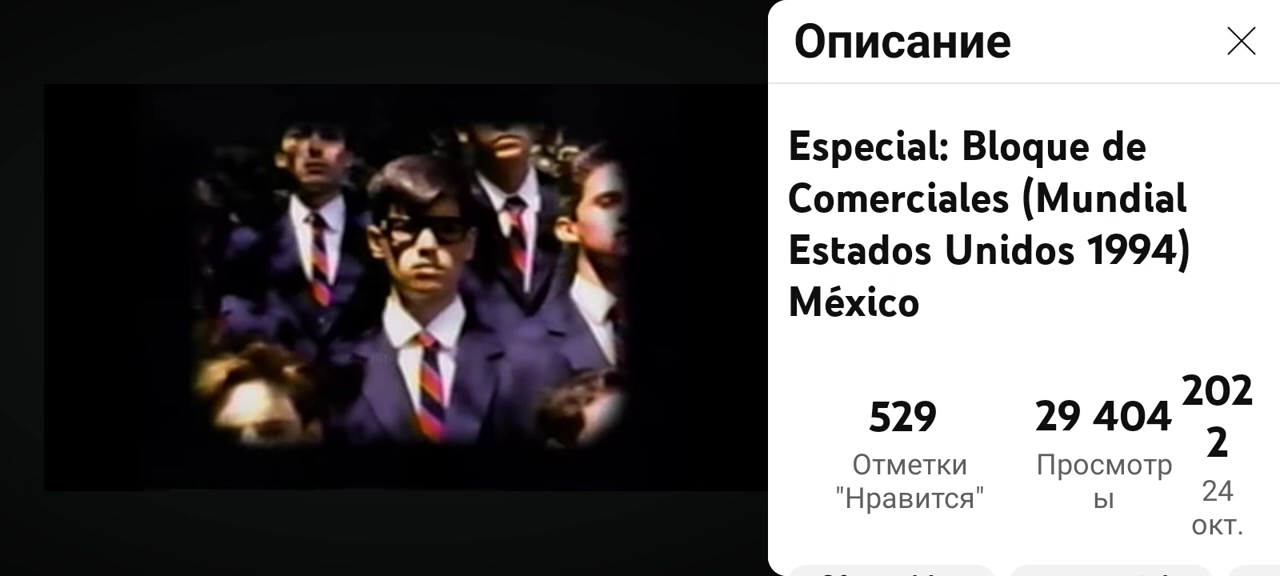 Описание
Especial: Bloque de
Comerciales (Mundial
Estados Unidos 1994)
México
529
Отметки
"Нравится"
29 404
Просмотр
ы
202
2
24
окт.